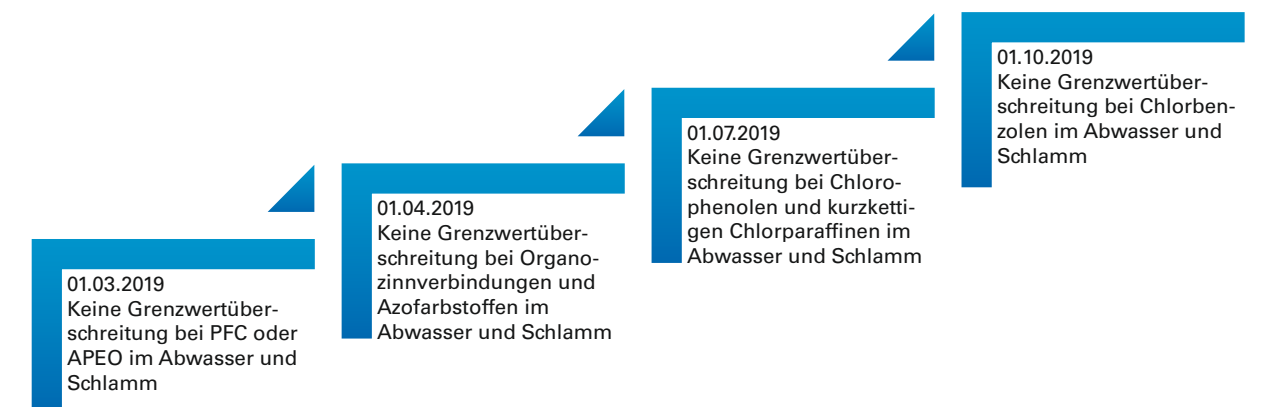 01.03.2019
Keine Grenzwertüber-
schreitung bei PFC oder
APEO im Abwasser und
Schlamm
01.04.2019
Keine Grenzwertüber-
schreitung bei Organo-
zinnverbindungen und
Azofarbstoffen im
Abwasser und Schlamm
01.07.2019
Keine Grenzwertüber-
schreitung bei Chloro-
phenolen und kurzketti-
gen Chlorparaffinen im
Abwasser und Schlamm
01.10.2019
Keine Grenzwertüber-
schreitung bei Chlorben-
zolen im Abwasser und
Schlamm